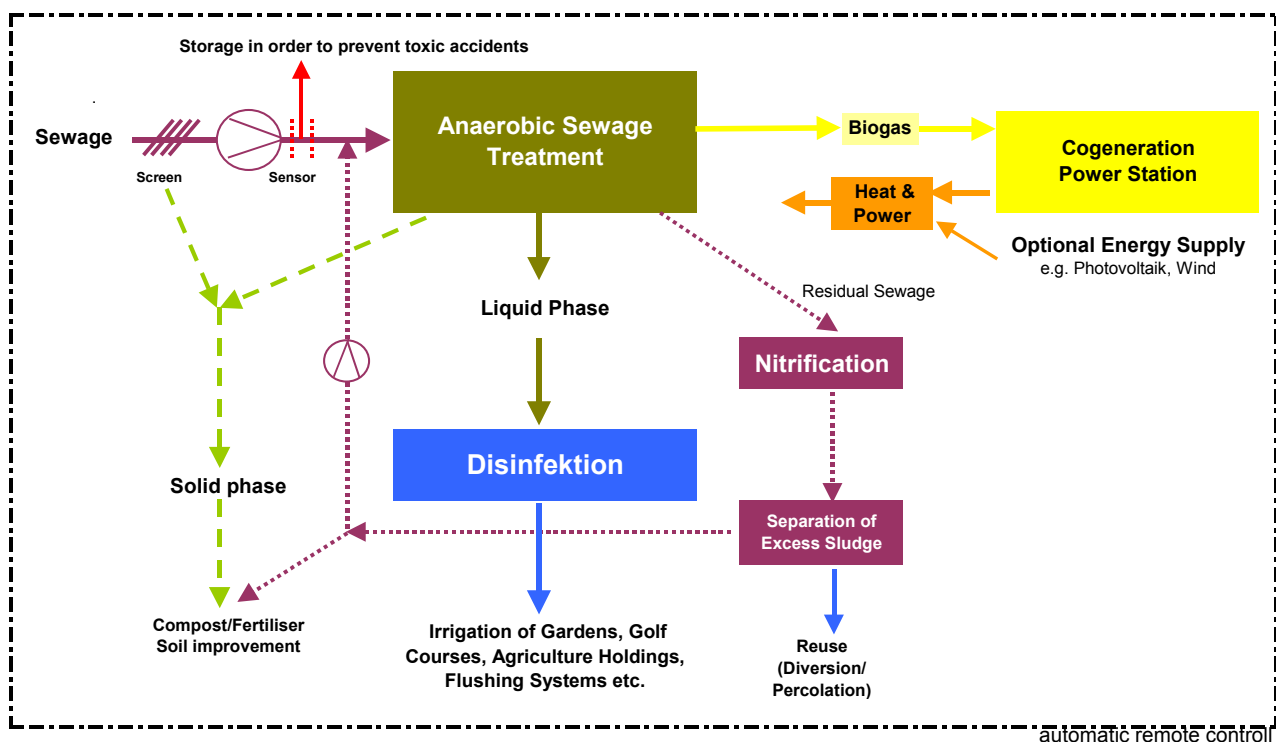 Storage in order to prevent toxic accidents
Sewage
Screen
Sensor
Anaerobic Sewage
Treatment
Biogas
Cogeneration
Power Station
Heat &
Power
Optional Energy Supply
e.g. Photovoltaik, Wind
Residual Sewage
Liquid Phase
Nitrification
Disinfektion
Solid phase
Separation of
Excess Sludge
Compost/Fertiliser
Soil improvement
Irrigation of Gardens, Golf
Courses, Agriculture Holdings,
Flushing Systems etc.
Reuse
(Diversion/
Percolation)
automatic remote controll